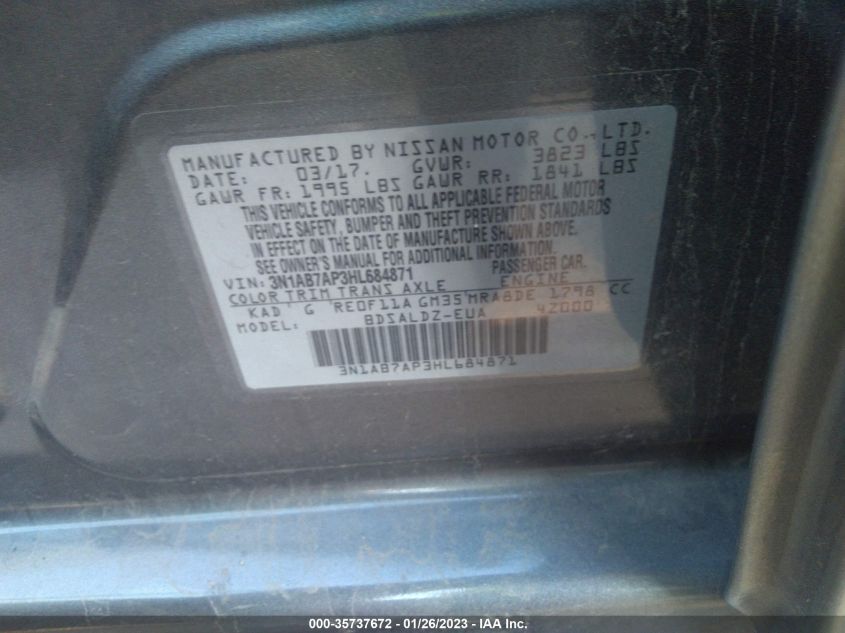 MANUFACTURED BY NISSAN MOTOR CO.,LTD.
DATE: 03/17. GVWR: 3823 LBS
GAWR FR: 1995 LBS GAWR RR: 1841 LBS
THIS VEHICLE CONFORMS TO ALL APPLICABLE FEDERAL MOTOR
VEHICLE SAFETY, BUMPER AND THEFT PREVENTION STANDARDS
IN EFFECT ON THE DATE OF MANUFACTURE SHOWN ABOVE.
SEE OWNER'S MANUAL FOR ADDITIONAL INFORMATION.
VIN: 3N1AB7AP3HL684871 PASSENGER CAR.
COLOR TRIM TRANS AXLE ENGINE
KAD G RE0F11A GM35 MRA8DE 1798 CC
MODEL: BDSALDZ-EUA 42000
3N1AB7AP3HL684871
000-35737672 | 01/26/2023 - IAA Inc.